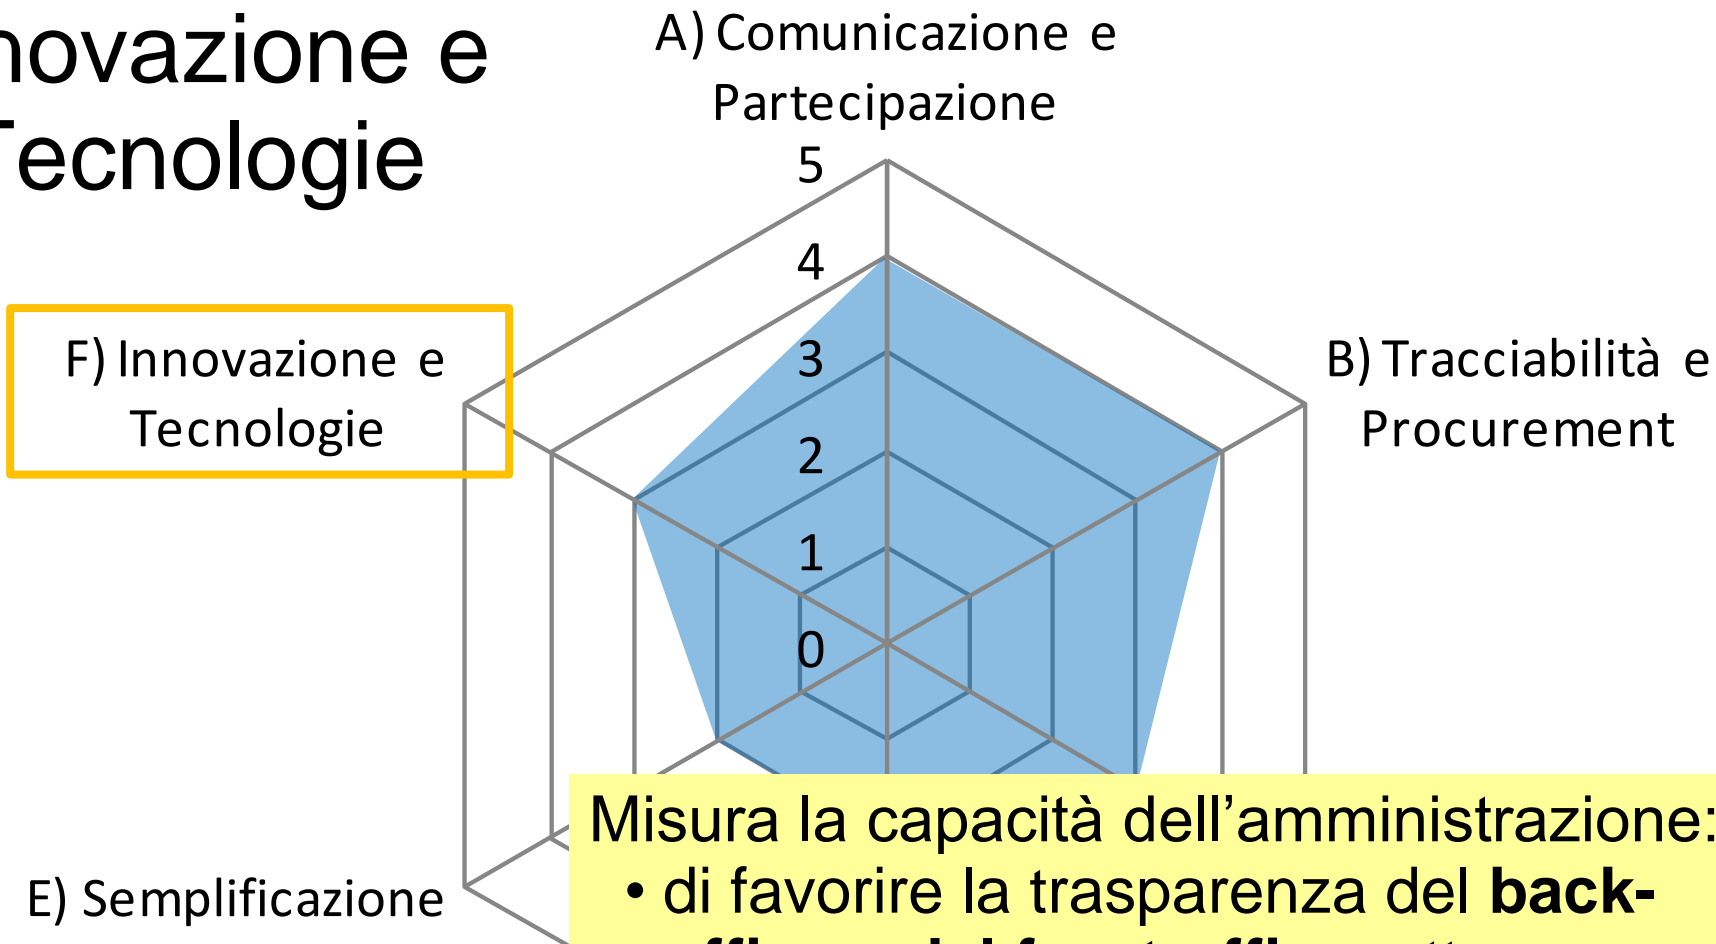 novazione e
Tecnologie
A) Comunicazione e
Partecipazione
5
4
3
2
1
0
F) Innovazione e
Tecnologie
B) Tracciabilità e
Procurement
E) Semplificazione
Misura la capacità dell’amministrazione:
• di favorire la trasparenza del back-